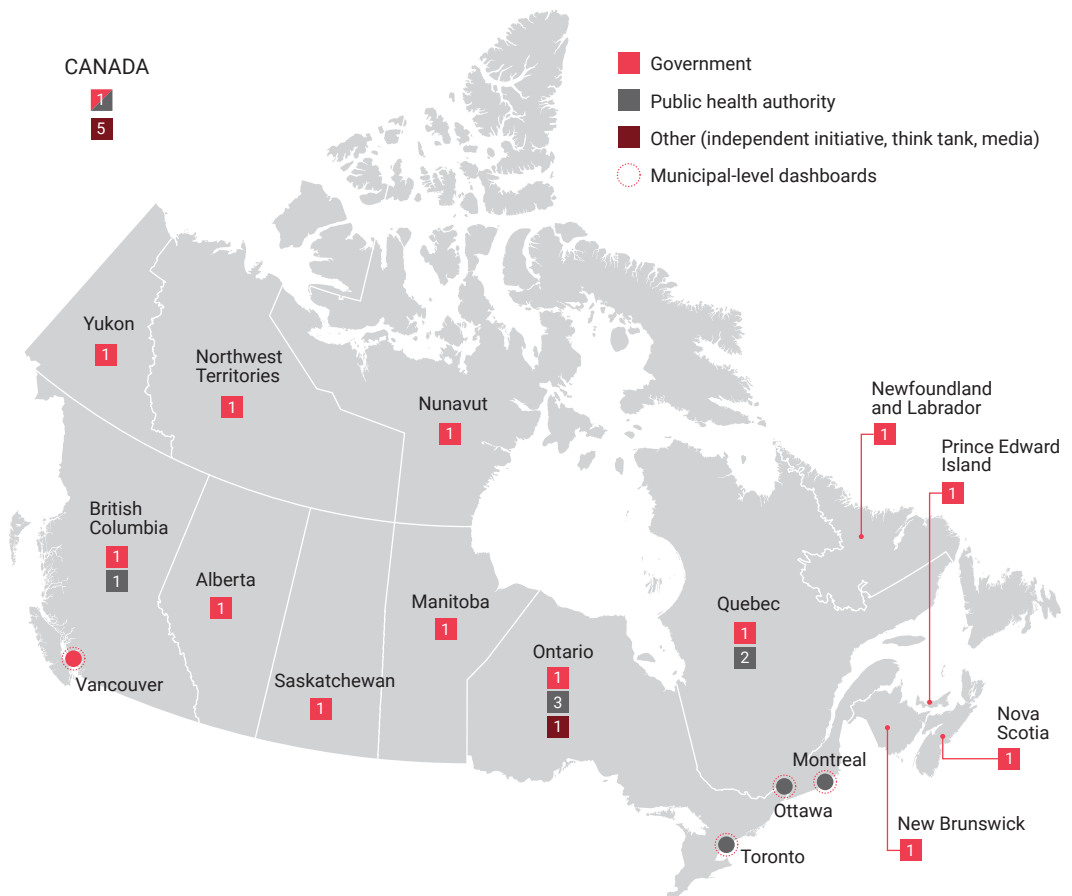 CANADA
1
5
Government
Public health authority
Other (independent initiative, think tank, media)
Municipal-level dashboards
Yukon
1
Northwest
Territories
1
Nunavut
1
Newfoundland
and Labrador
1
Prince Edward
Island
1
British
Columbia
1
1
Alberta
1
Manitoba
1
Saskatchewan
1
Ontario
1
3
1
Quebec
1
2
Vancouver
Nova
Scotia
1
Montreal
Ottawa
Toronto
New Brunswick
1